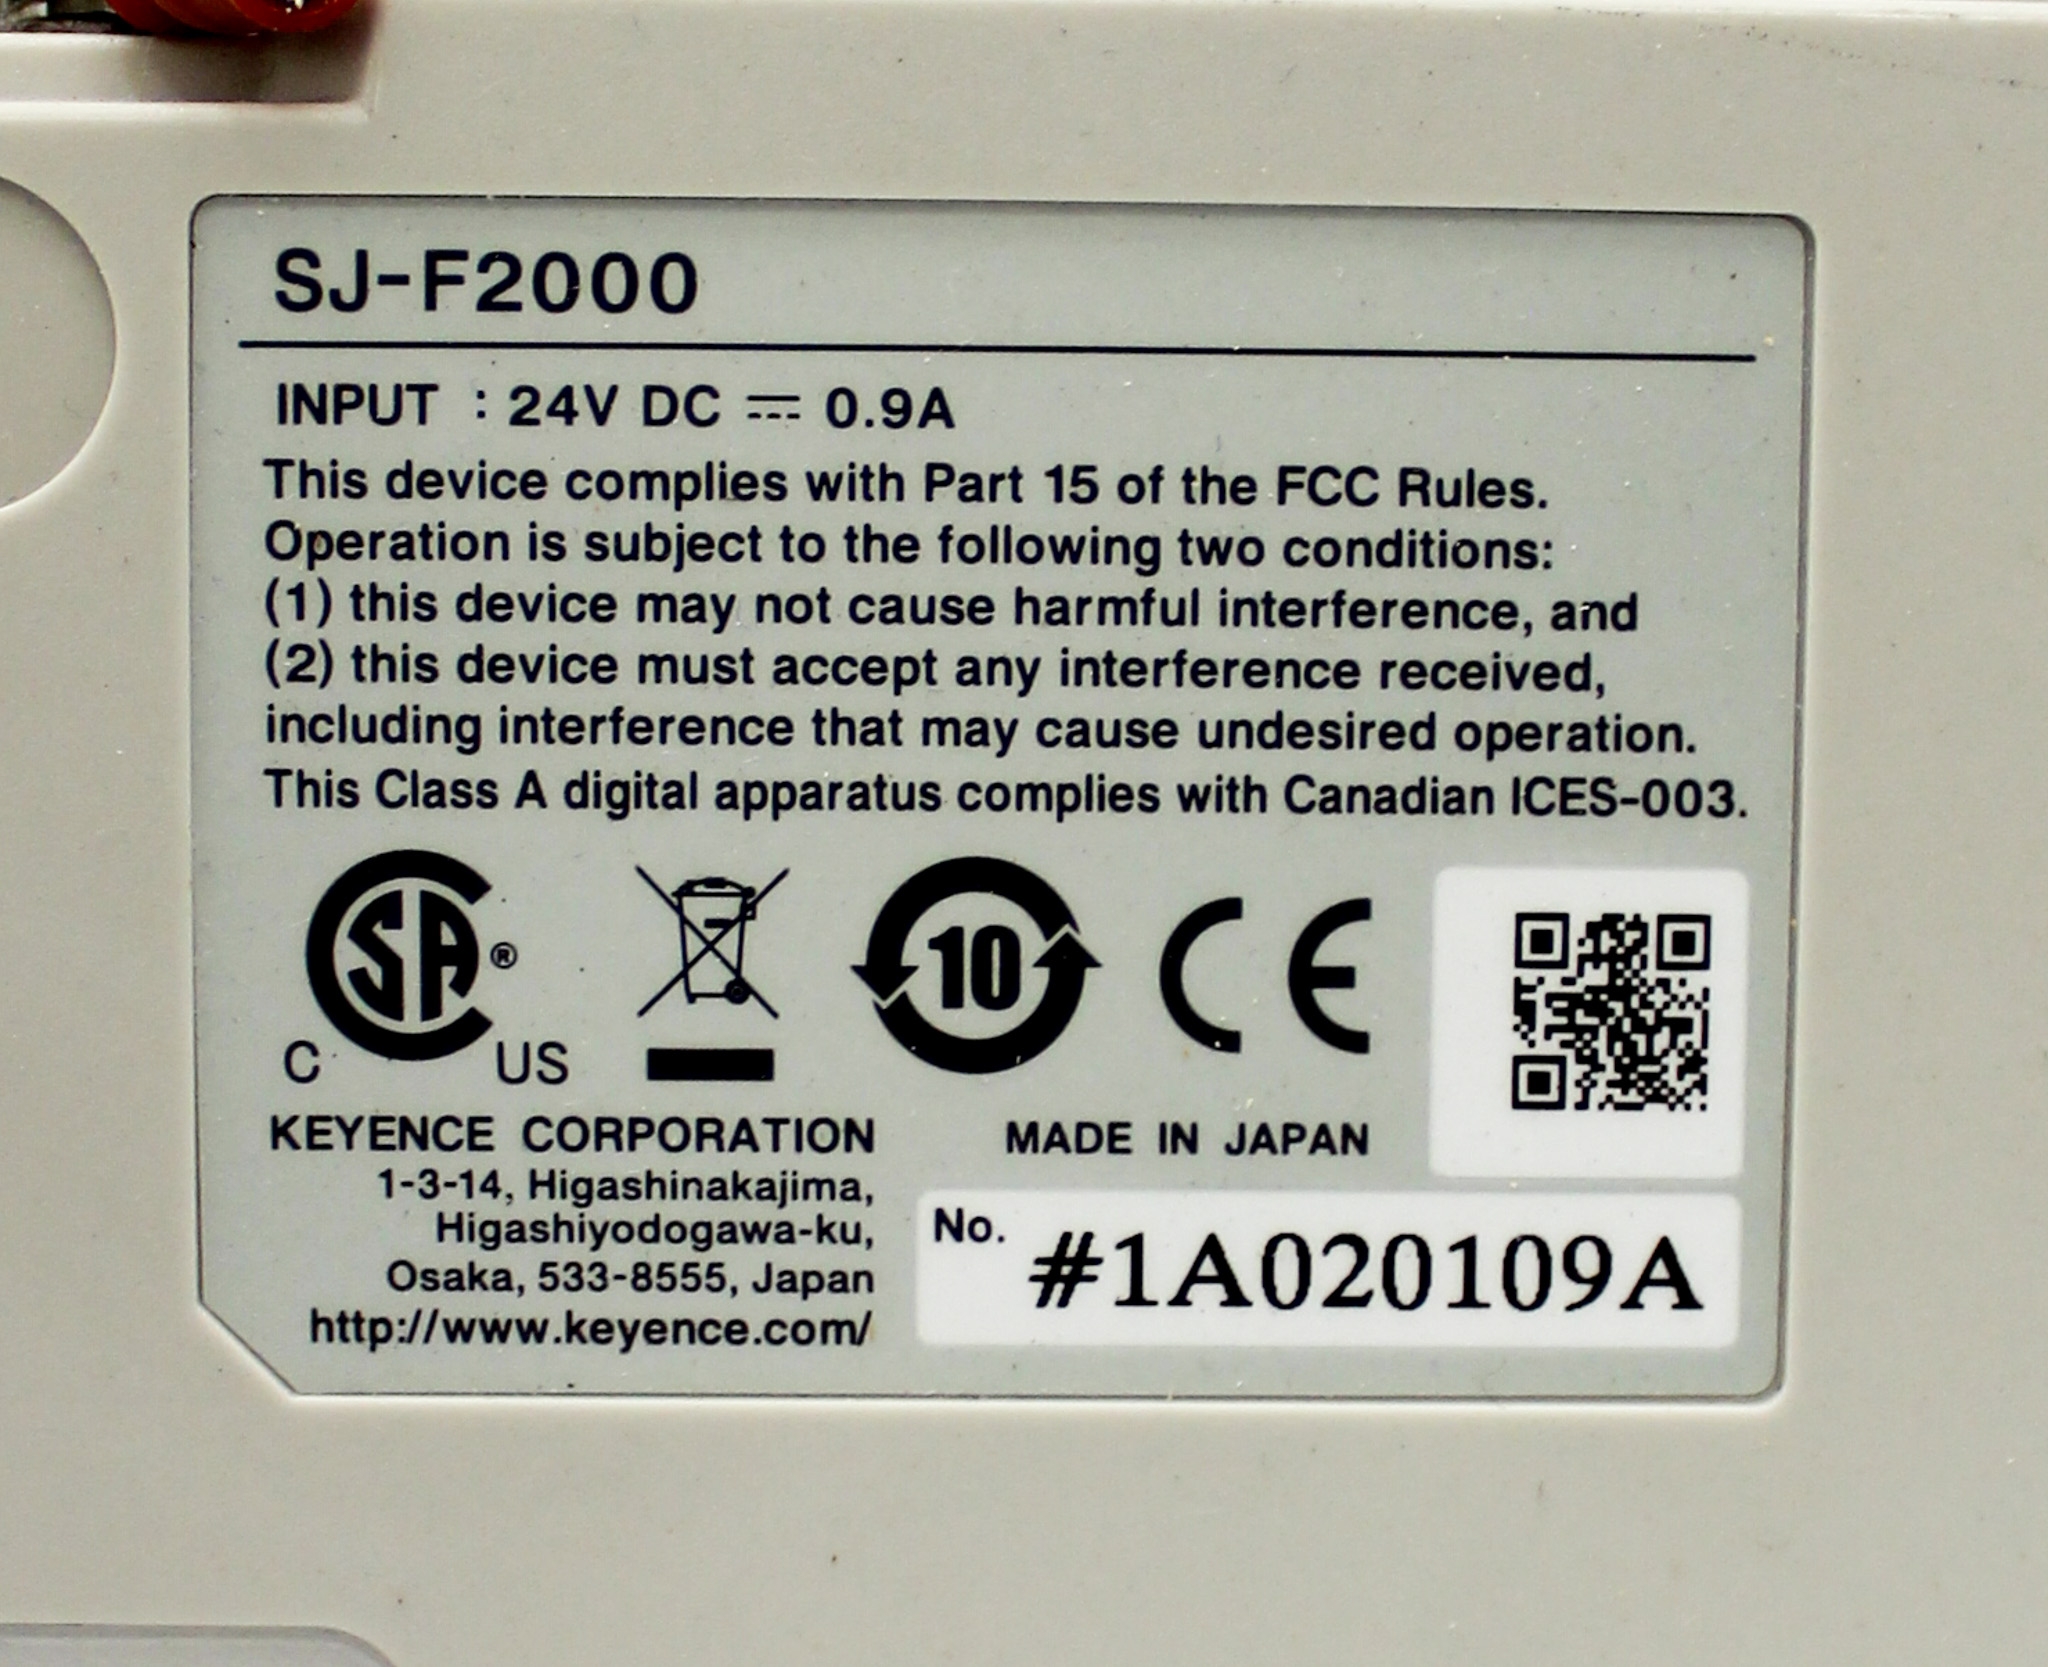 SJ-F2000
INPUT : 24V DC ⎓ 0.9A
This device complies with Part 15 of the FCC Rules.
Operation is subject to the following two conditions:
(1) this device may not cause harmful interference, and
(2) this device must accept any interference received,
including interference that may cause undesired operation.
This Class A digital apparatus complies with Canadian ICES-003.
C SA ® US
10
CE
KEYENCE CORPORATION
1-3-14, Higashinakajima,
Higashiyodogawa-ku,
Osaka, 533-8555, Japan
http://www.keyence.com/
MADE IN JAPAN
No. #1A020109A